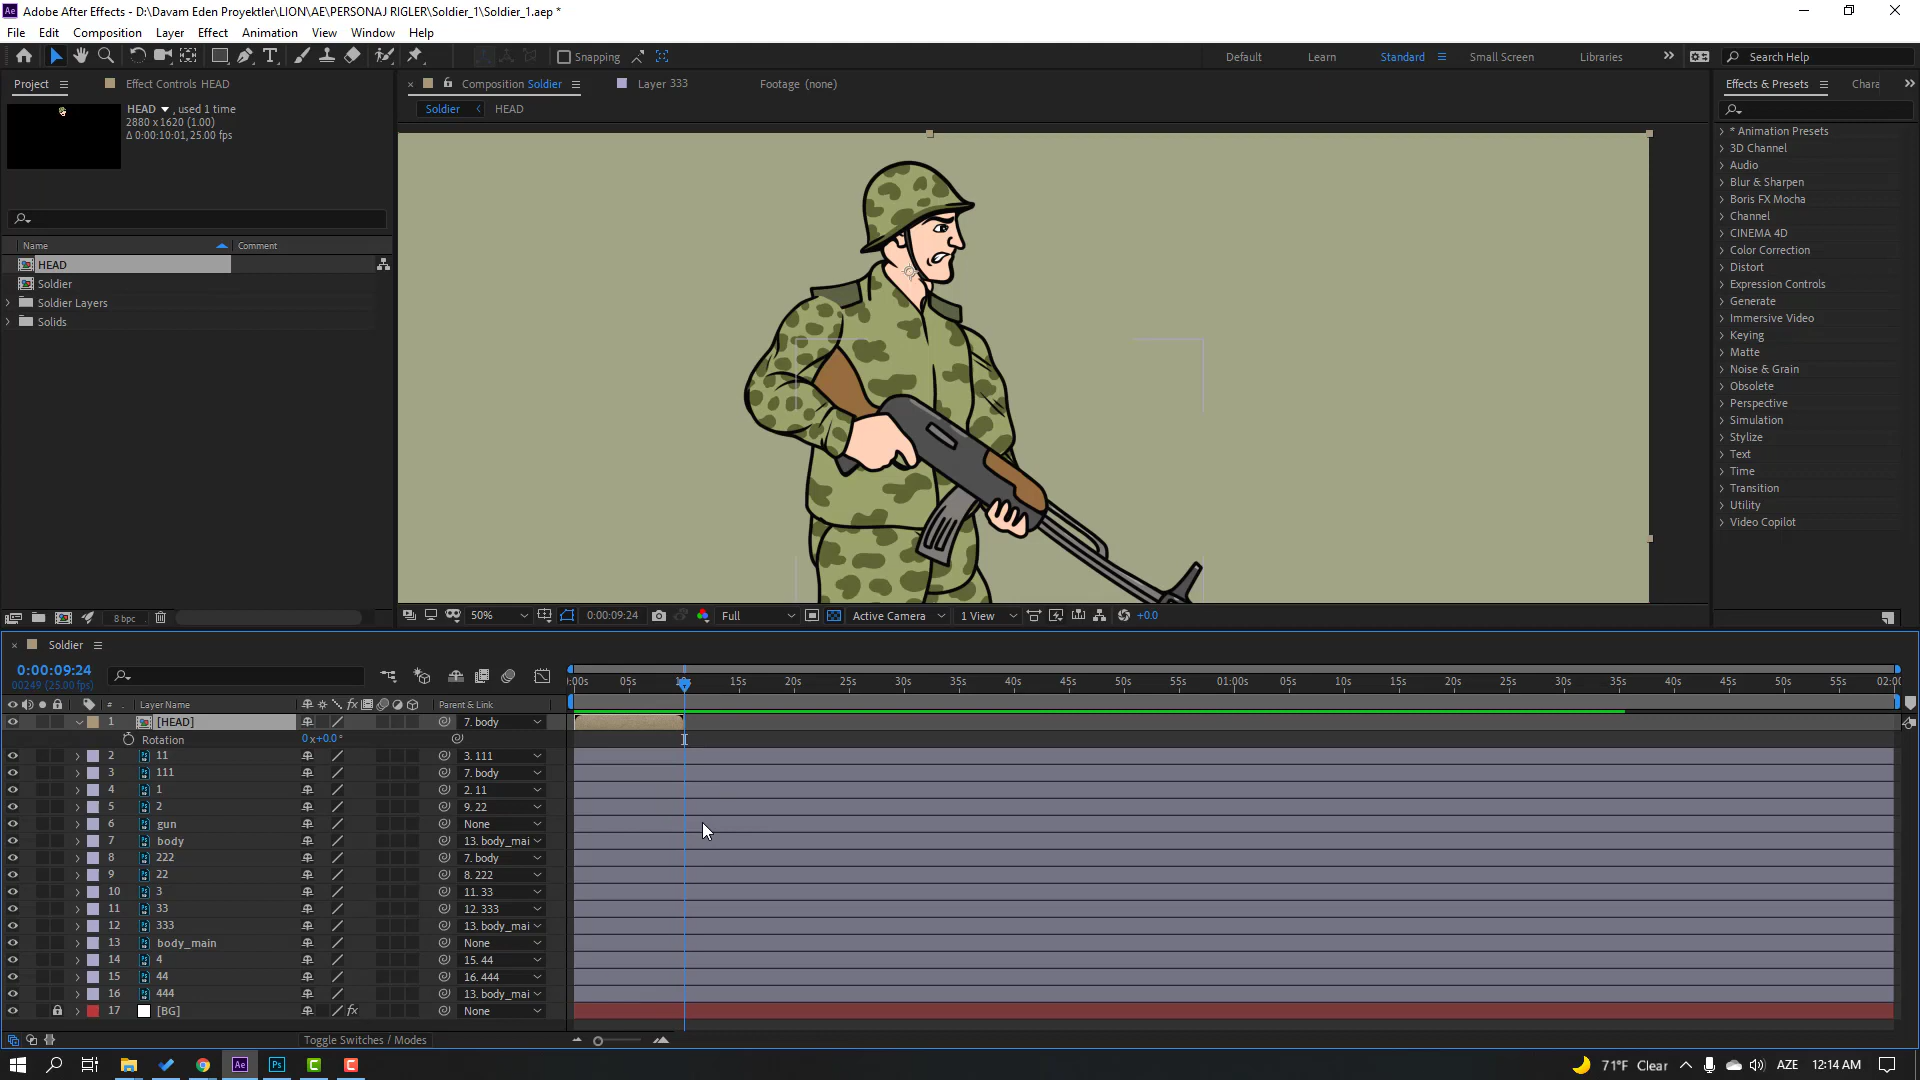 Adobe After Effects - D:\Davam Eden Proyektler\LION\AE\PERSONAJ RIGLER\Soldier_1\Soldier_1.aep *
File Edit Composition Layer Effect Animation View Window Help
Snapping Default Learn Standard Small Screen Libraries Search Help
Project Effect Controls HEAD Composition Soldier Layer 333 Footage (none) Effects & Presets Chara
HEAD , used 1 time
2880 x 1620 (1.00)
Δ 0:00:10:01, 25.00 fps
Soldier HEAD
Name Comment
HEAD
Soldier
Soldier Layers
Solids
* Animation Presets
3D Channel
Audio
Blur & Sharpen
Boris FX Mocha
Channel
CINEMA 4D
Color Correction
Distort
Expression Controls
Generate
Immersive Video
Keying
Matte
Noise & Grain
Obsolete
Perspective
Simulation
Stylize
Text
Time
Transition
Utility
Video Copilot
8 bpc 50% 0:00:09:24 Full Active Camera 1 View +0.0
Soldier
0:00:09:24
00249 (25.00 fps)
):00s 05s 10s 15s 20s 25s 30s 35s 40s 45s 50s 55s 01:00s 05s 10s 15s 20s 25s 30s 35s 40s 45s 50s 55s 02:00
# Layer Name Parent & Link
1 [HEAD] 7. body
Rotation 0x+0.0°
2 11 3. 111
3 111 7. body
4 1 2. 11
5 2 9. 22
6 gun None
7 body 13. body_mai
8 222 7. body
9 22 8. 222
10 3 11. 33
11 33 12. 333
12 333 13. body_mai
13 body_main None
14 4 15. 44
15 44 16. 444
16 444 13. body_mai
17 [BG] None
Toggle Switches / Modes
71°F Clear AZE 12:14 AM